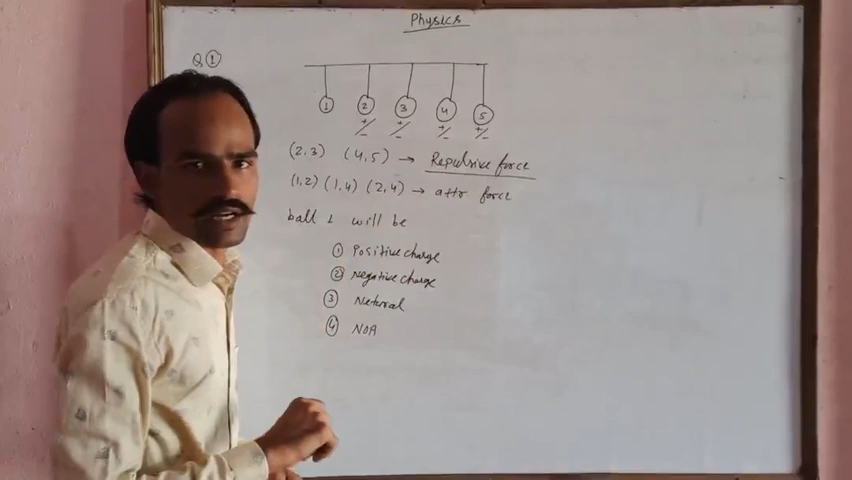 Physics
Q ①
① ② ③ ④ ⑤
+/- +/- +/- +/-
(2,3) (4,5) → Repulsive force
(1,2) (1,4) (2,4) → attr force
ball 1 will be
① Positive charge
② Negative charge
③ Neteral
④ NOA